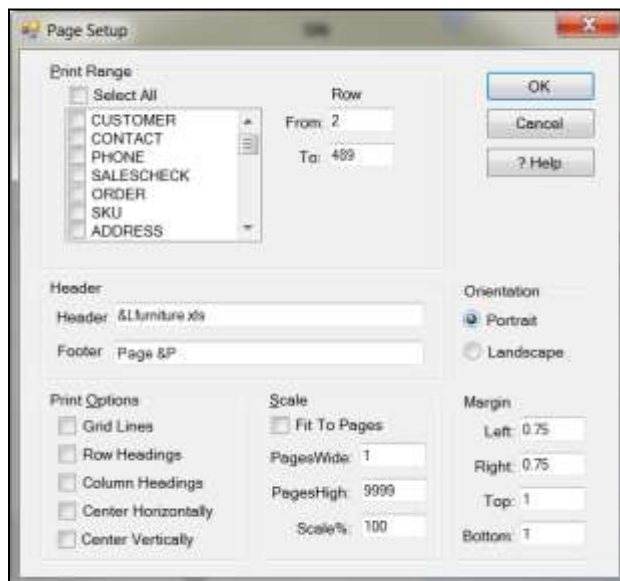 Page Setup
Print Range
Select All
Row
CUSTOMER
CONTACT
PHONE
SALESCHECK
ORDER
SKU
ADDRESS
From: 2
To: 489
OK
Cancel
? Help
Header
Header &Lfurniture.xls
Footer Page &P
Orientation
Portrait
Landscape
Print Options
Grid Lines
Row Headings
Column Headings
Center Horizontally
Center Vertically
Scale
Fit To Pages
PagesWide: 1
PagesHigh: 9999
Scale%: 100
Margin
Left: 0.75
Right: 0.75
Top: 1
Bottom: 1